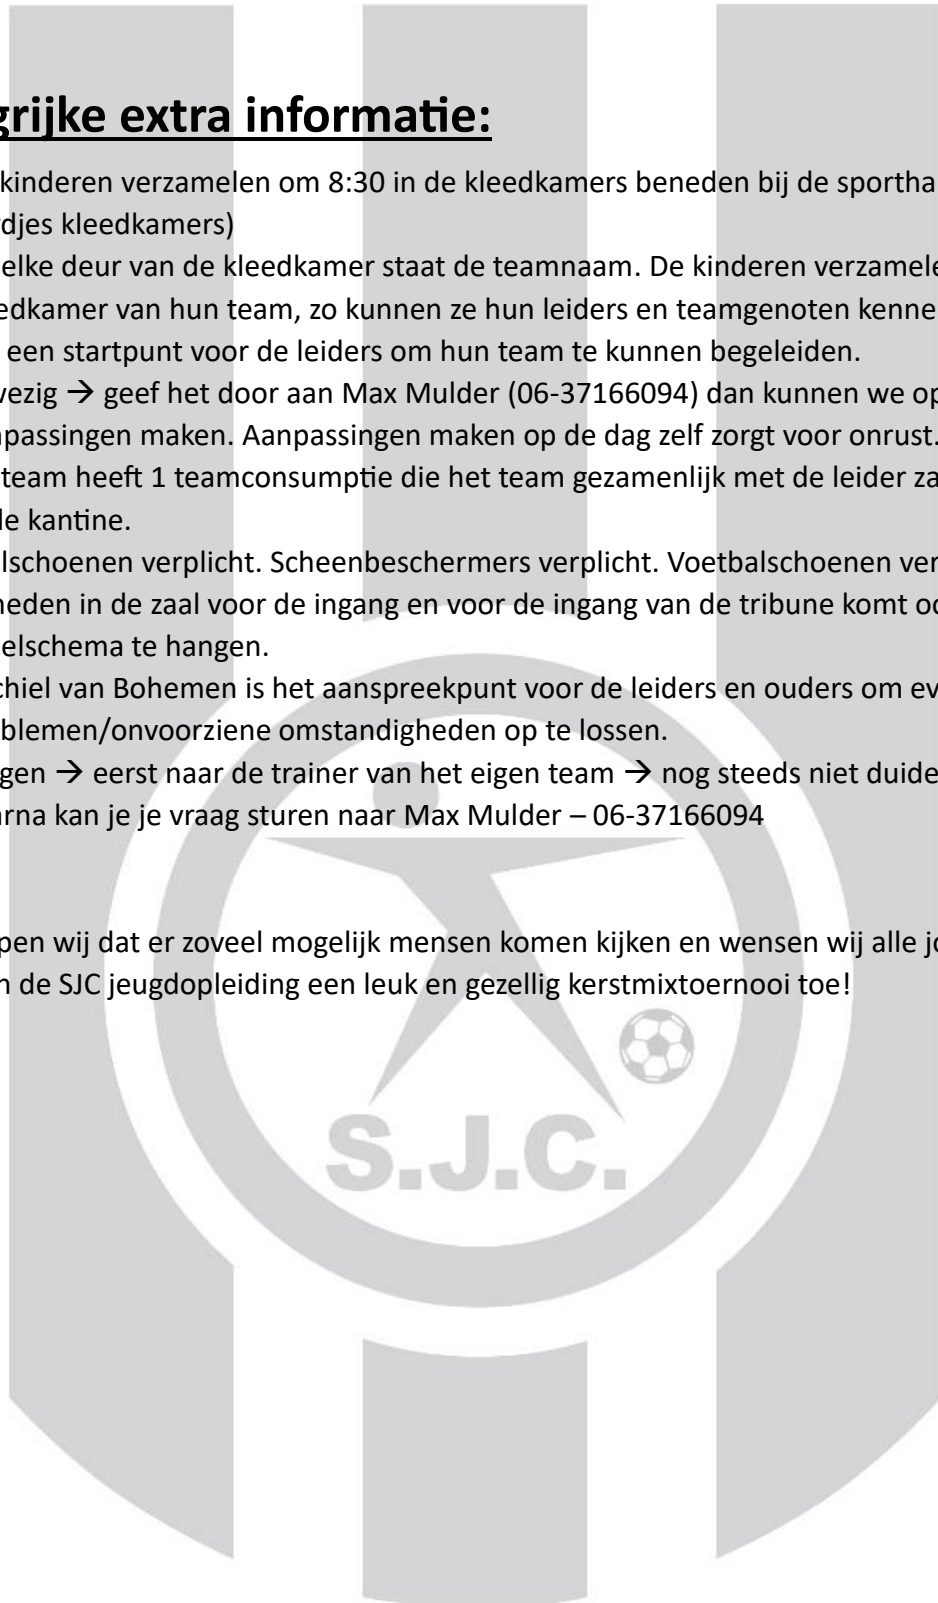 grijke extra informatie:
kinderen verzamelen om 8:30 in de kleedkamers beneden bij de sportha
djes kleedkamers)
elke deur van de kleedkamer staat de teamnaam. De kinderen verzamele
edkamer van hun team, zo kunnen ze hun leiders en teamgenoten kenne
een startpunt voor de leiders om hun team te kunnen begeleiden.
wezig → geef het door aan Max Mulder (06-37166094) dan kunnen we op
npassingen maken. Aanpassingen maken op de dag zelf zorgt voor onrust.
team heeft 1 teamconsumptie die het team gezamenlijk met de leider za
de kantine.
lschoenen verplicht. Scheenbeschermers verplicht. Voetbalschoenen ver
neden in de zaal voor de ingang en voor de ingang van de tribune komt oo
elschema te hangen.
chiel van Bohemen is het aanspreekpunt voor de leiders en ouders om ev
blemen/onvoorziene omstandigheden op te lossen.
gen → eerst naar de trainer van het eigen team → nog steeds niet duide
arna kan je je vraag sturen naar Max Mulder – 06-37166094
pen wij dat er zoveel mogelijk mensen komen kijken en wensen wij alle jo
n de SJC jeugdopleiding een leuk en gezellig kerstmixtoernooi toe!
S.J.C.